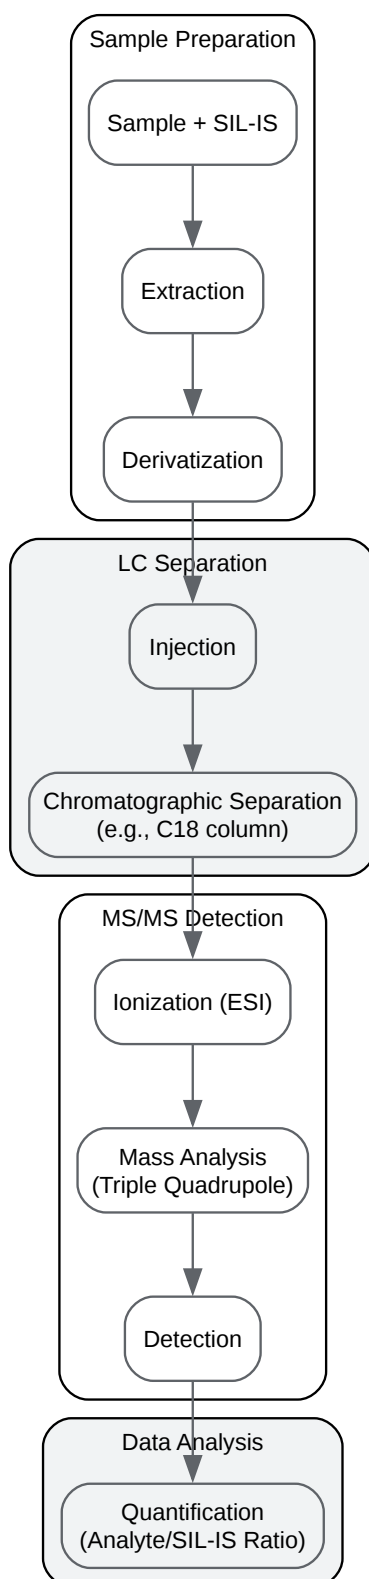 Sample Preparation
Sample + SIL-IS
Extraction
Derivatization
LC Separation
Injection
Chromatographic Separation
(e.g., C18 column)
MS/MS Detection
Ionization (ESI)
Mass Analysis
(Triple Quadrupole)
Detection
Data Analysis
Quantification
(Analyte/SIL-IS Ratio)